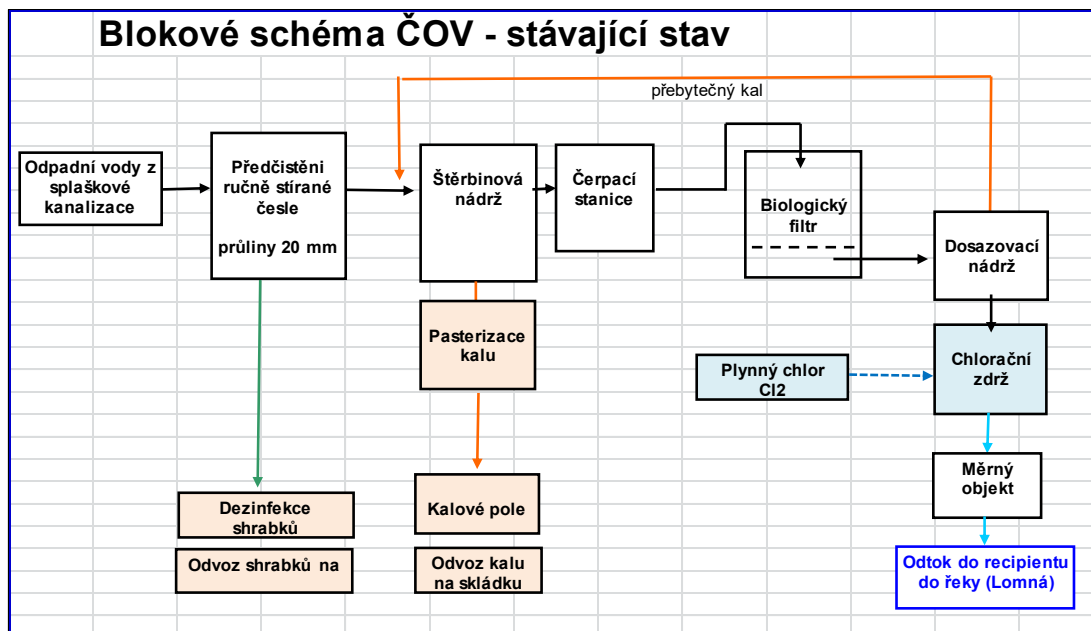 Blokové schéma ČOV - stávající stav
přebytečný kal
Odpadní vody z
splaškové
kanalizace
Předčistěni
ručně stírané
česle
průliny 20 mm
Štěrbinová
nádrž
Čerpací
stanice
Biologický
filtr
Dosazovací
nádrž
Pasterizace
kalu
Plynný chlor
Cl2
Chlorační
zdrž
Měrný
objekt
Dezinfekce
shrabků
Kalové pole
Odvoz shrabků na
Odvoz kalu
na skládku
Odtok do recipientu
do řeky (Lomná)